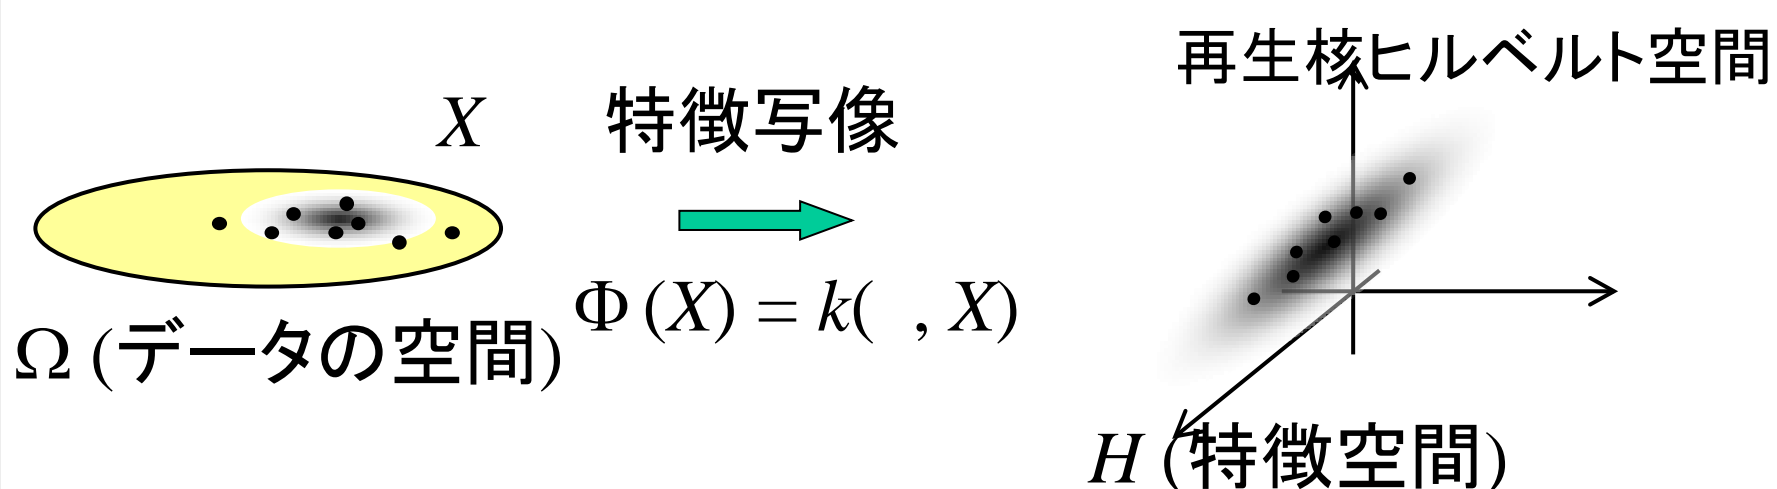 再生核ヒルベルト空間
X
特徴写像
Φ (X) = k( , X)
Ω (データの空間)
H (特徴空間)